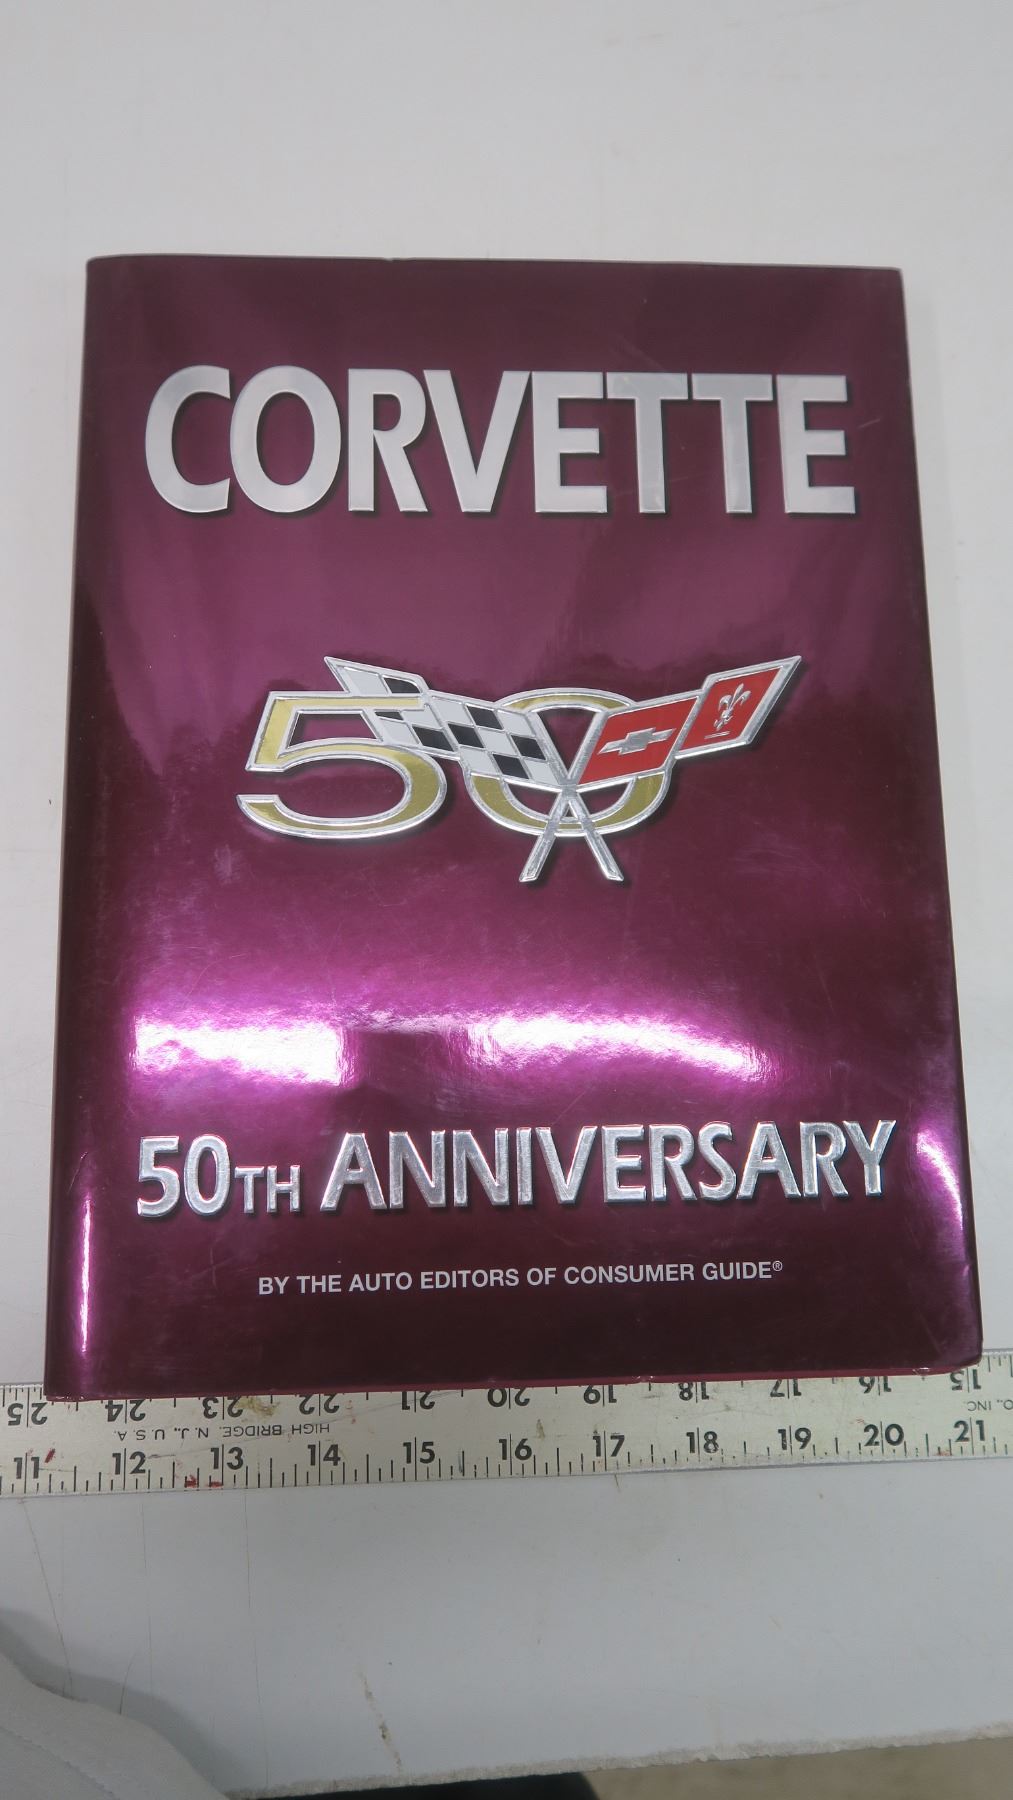 CORVETTE
50
50TH ANNIVERSARY
BY THE AUTO EDITORS OF CONSUMER GUIDE®
25 24 23 22 21 20 19 18 17 16 15
HIGH BRIDGE, N.J., U.S.A
O., INC.
11 12 13 14 15 16 17 18 19 20 21